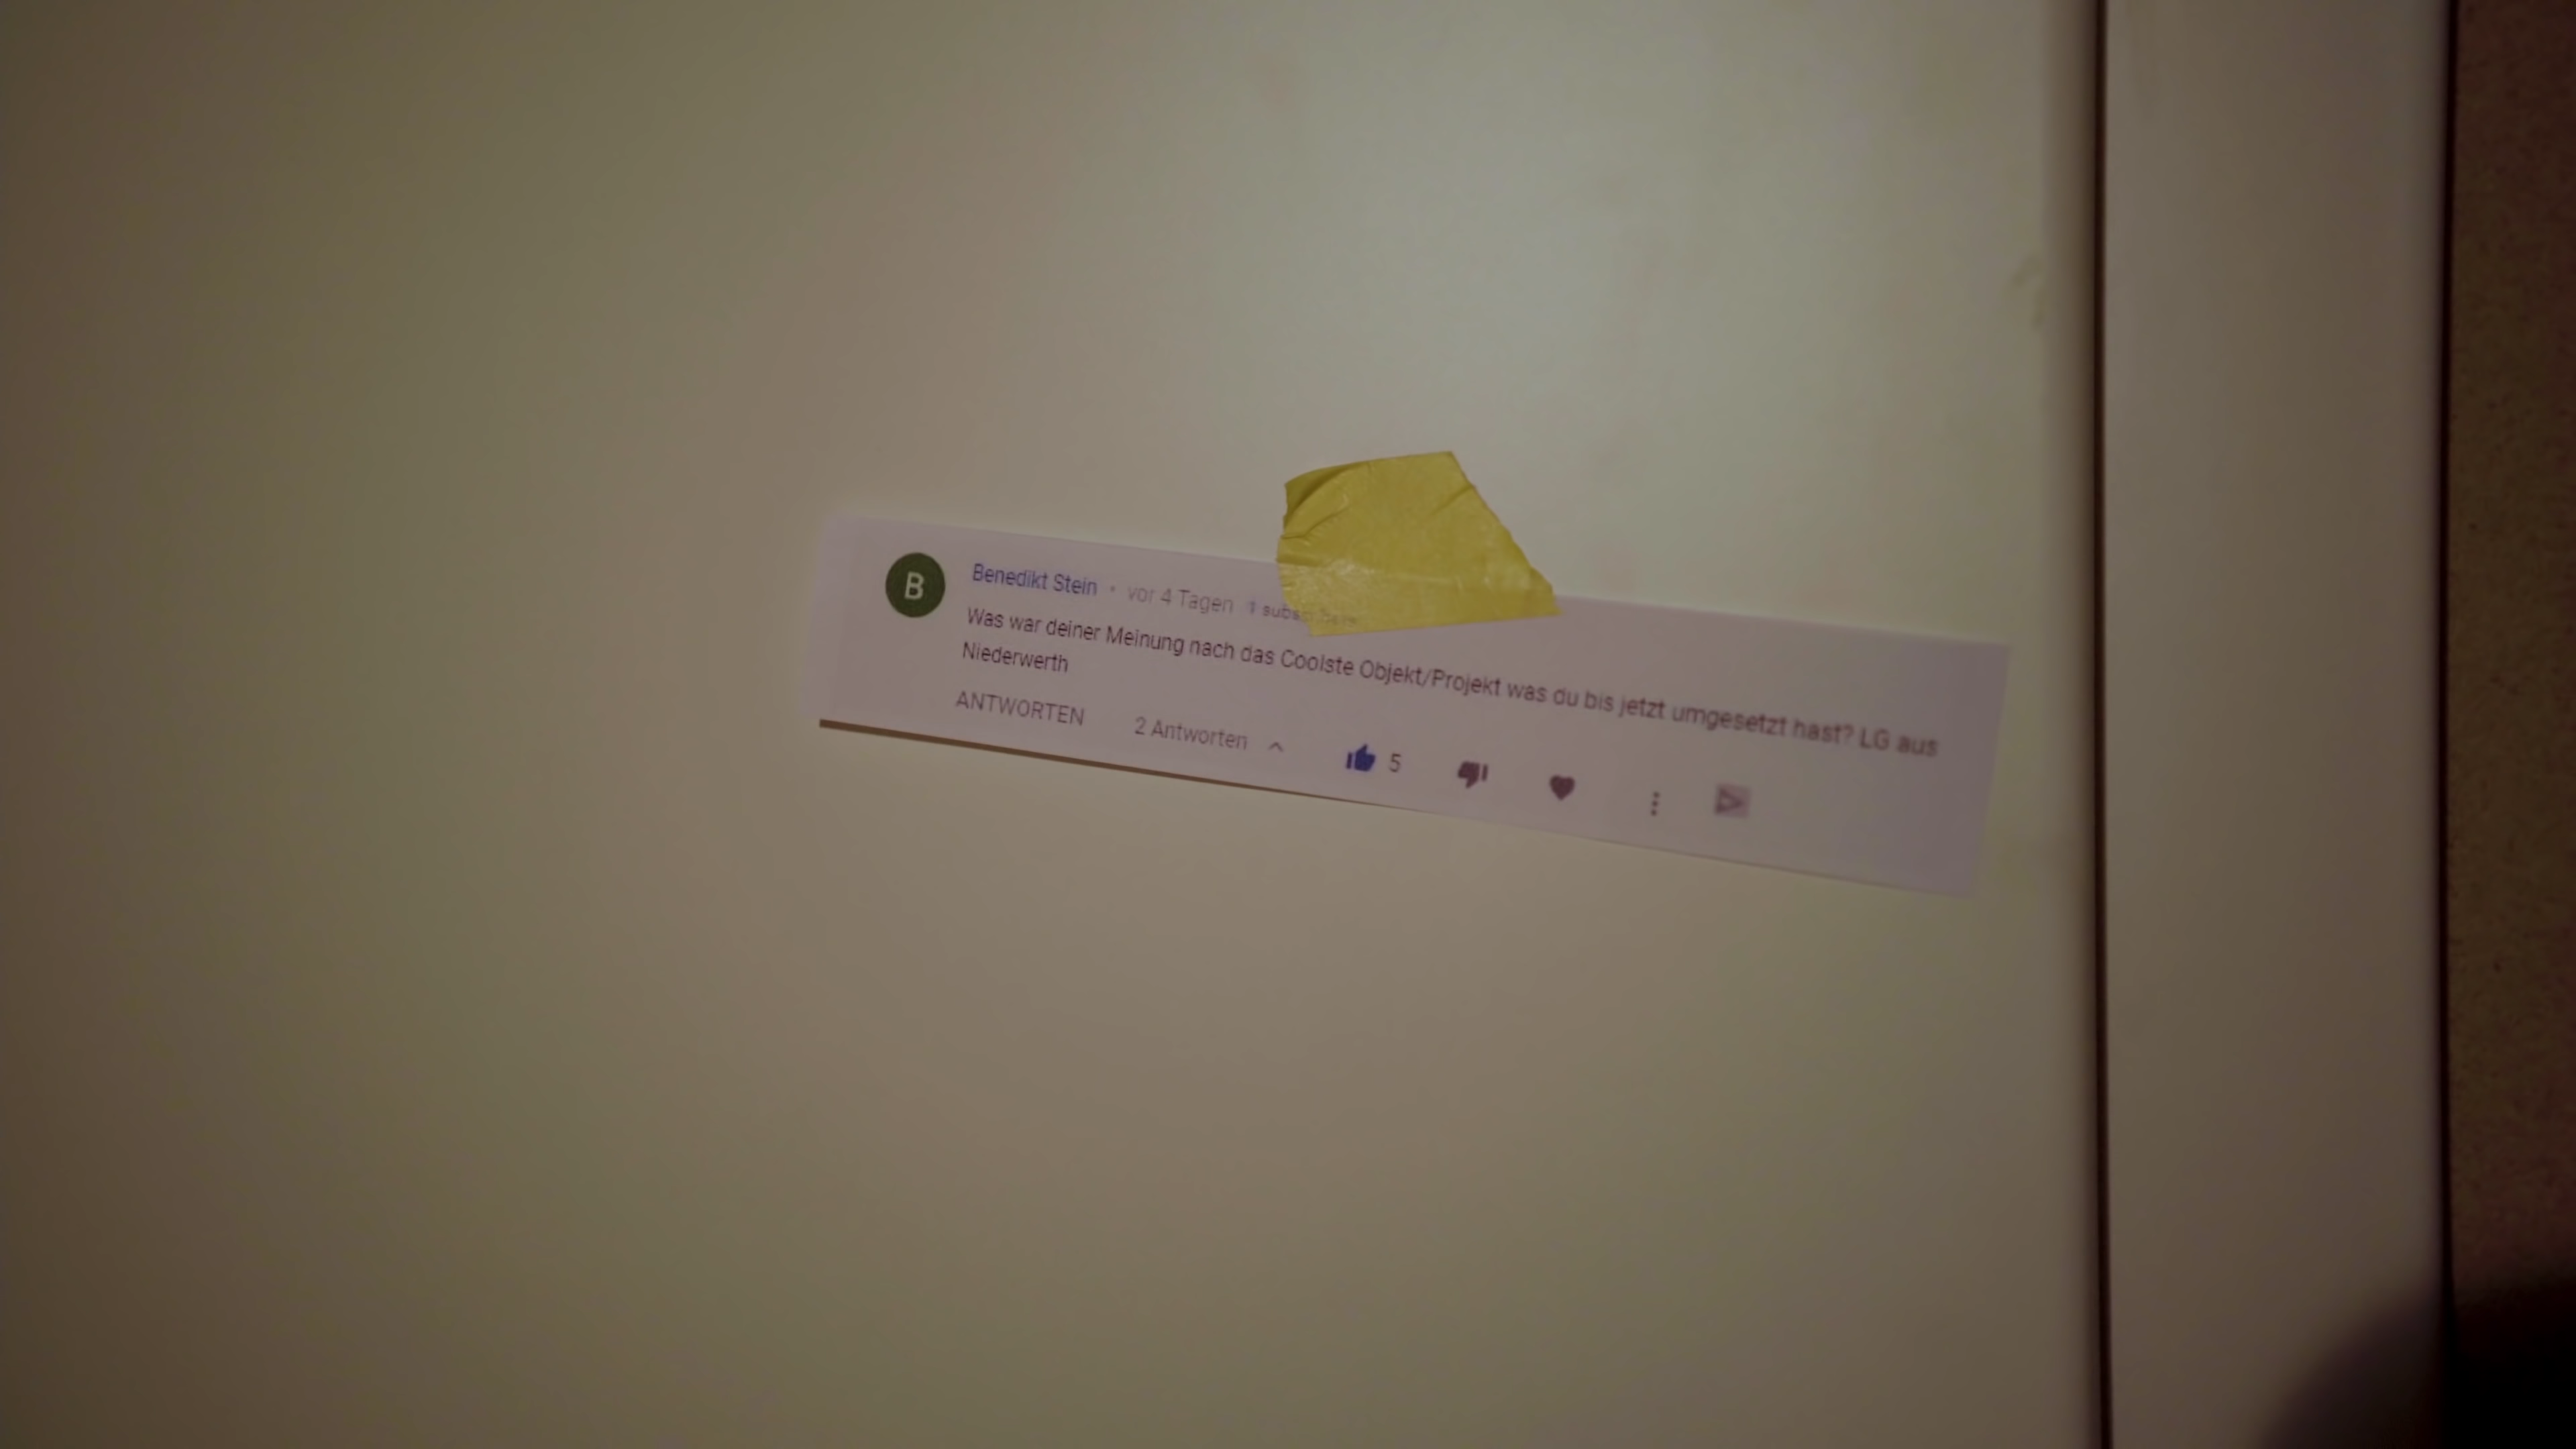 B
Benedikt Stein • vor 4 Tagen 1
Was war deiner Meinung nach das Coolste Objekt/Projekt was du bis jetzt umgesetzt hast? LG aus
Niederwerth
ANTWORTEN 2 Antworten 5